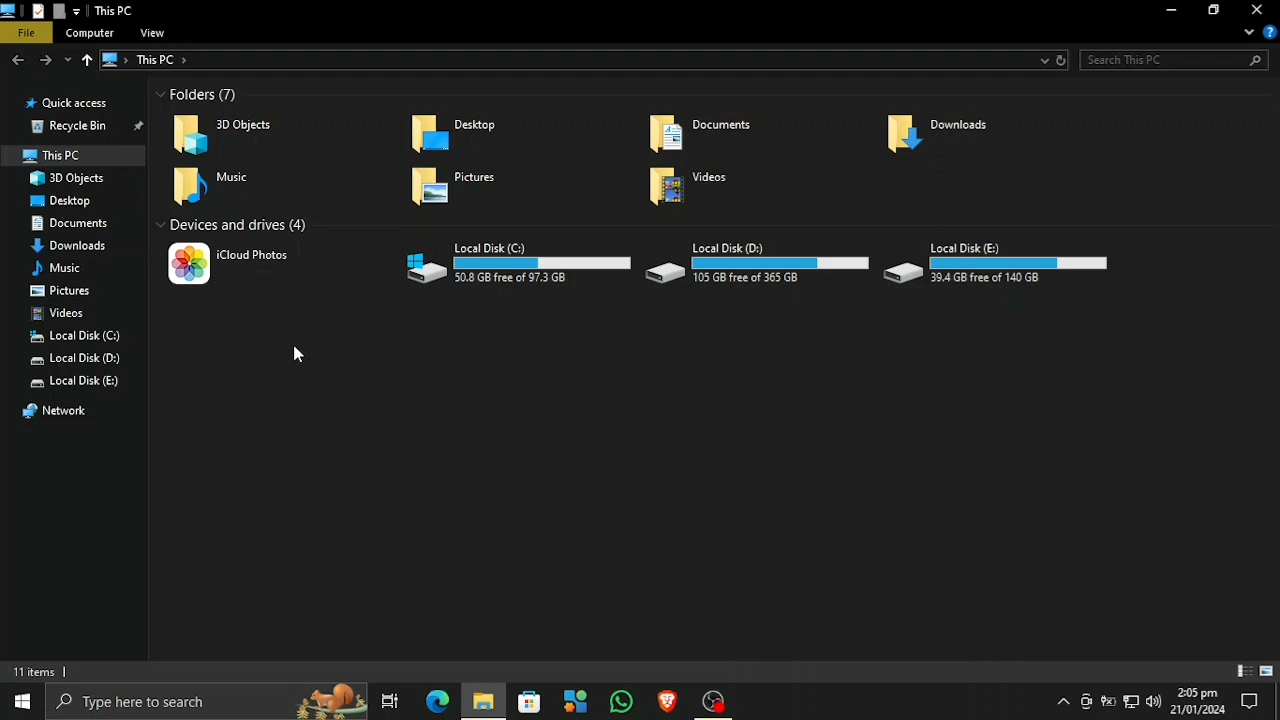 This PC
File
Computer
View
This PC
Search This PC
Quick access
Recycle Bin
This PC
3D Objects
Desktop
Documents
Downloads
Music
Pictures
Videos
Local Disk (C:)
Local Disk (D:)
Local Disk (E:)
Network
Folders (7)
3D Objects
Desktop
Documents
Downloads
Music
Pictures
Videos
Devices and drives (4)
iCloud Photos
Local Disk (C:)
50.8 GB free of 97.3 GB
Local Disk (D:)
105 GB free of 365 GB
Local Disk (E:)
39.4 GB free of 140 GB
11 items
Type here to search
2:05 pm
21/01/2024